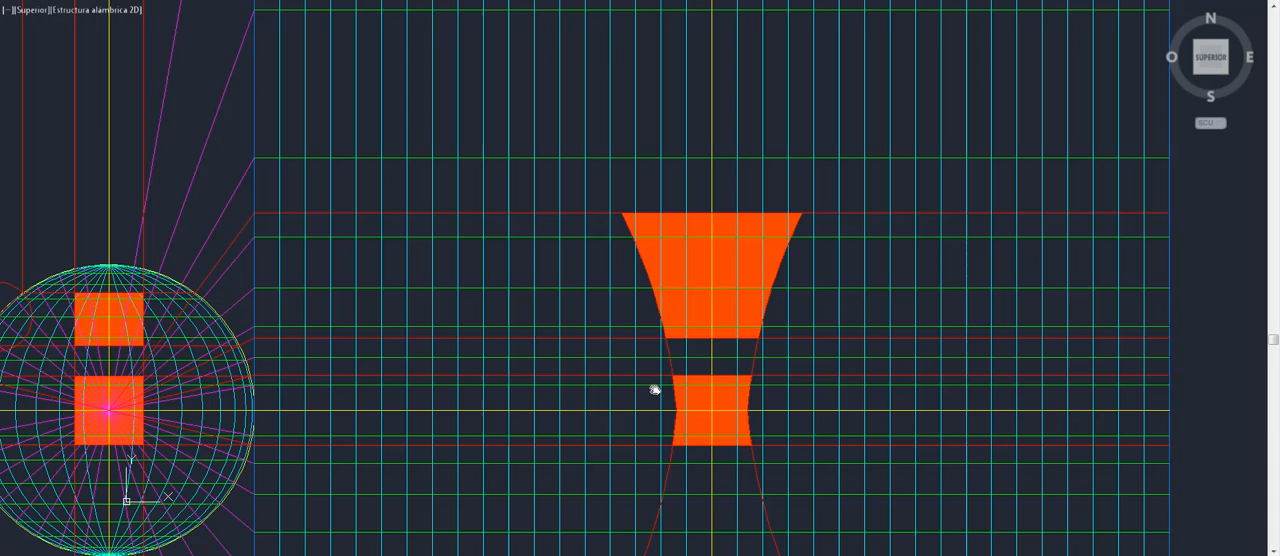 [−][Superior][Estructura alámbrica 2D]
N
O
SUPERIOR
E
S
SCU
Y
X